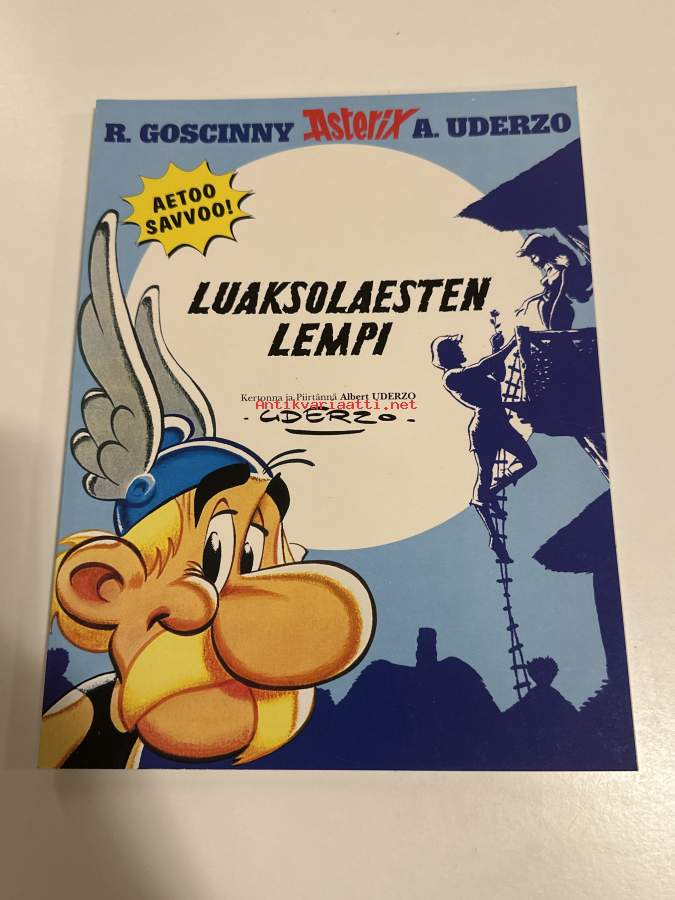 R. GOSCINNY Asterix A. UDERZO
AETOO
SAVVOO!
LUAKSOLAESTEN
LEMPI
Kertonna ja Piirtännä Albert UDERZO
Antikvariaatti.net
UDERZO